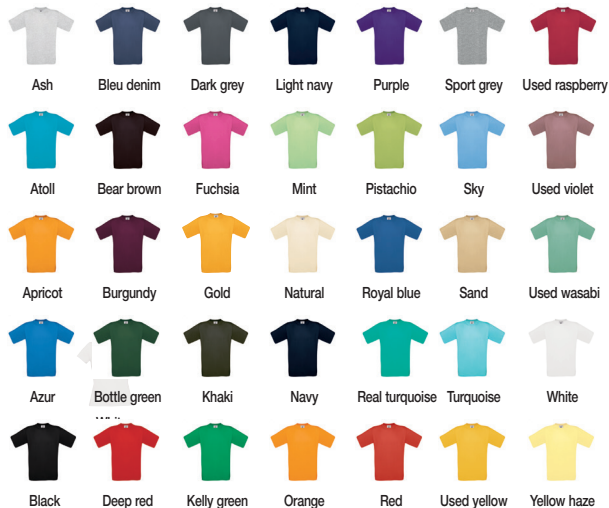 Ash Bleu denim Dark grey Light navy Purple Sport grey Used raspberry
Atoll Bear brown Fuchsia Mint Pistachio Sky Used violet
Apricot Burgundy Gold Natural Royal blue Sand Used wasabi
Azur Bottle green Khaki Navy Real turquoise Turquoise White
Black Deep red Kelly green Orange Red Used yellow Yellow haze